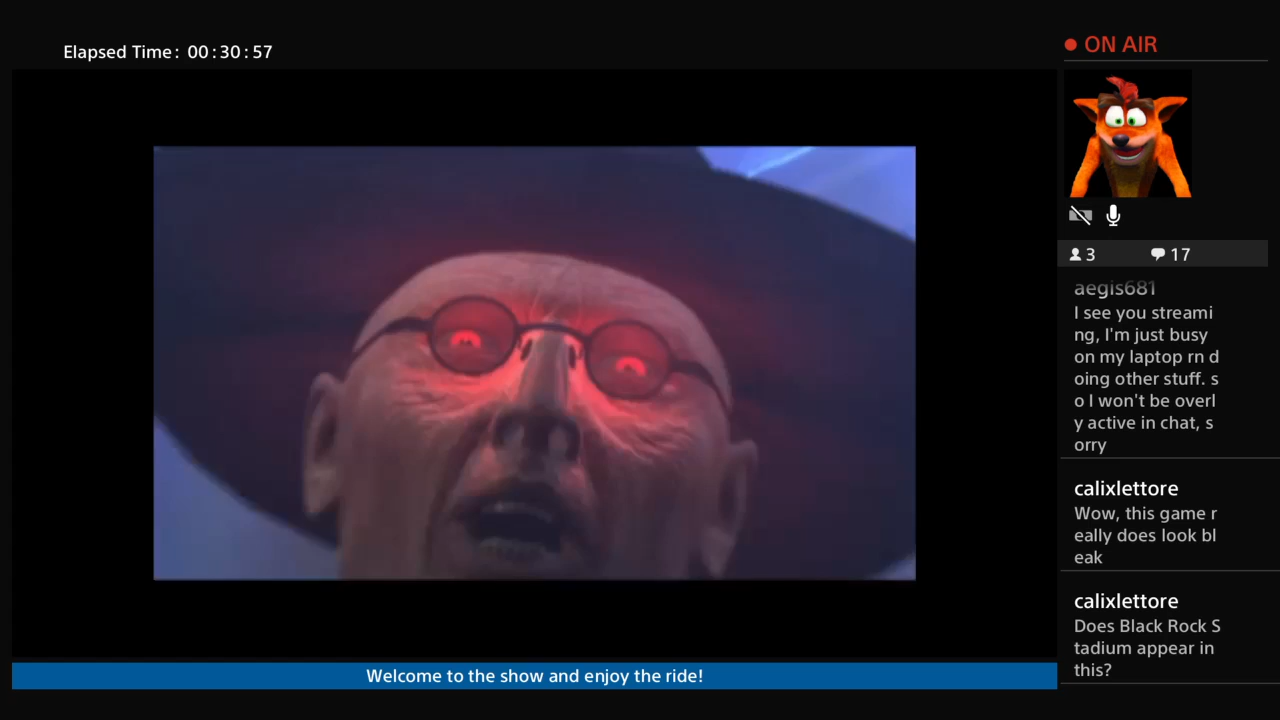 Elapsed Time: 00:30:57
ON AIR
3 17
aegis681
I see you streami
ng, I'm just busy
on my laptop rn d
oing other stuff. s
o I won't be overl
y active in chat, s
orry
calixlettore
Wow, this game r
eally does look bl
eak
calixlettore
Does Black Rock S
tadium appear in
this?
Welcome to the show and enjoy the ride!